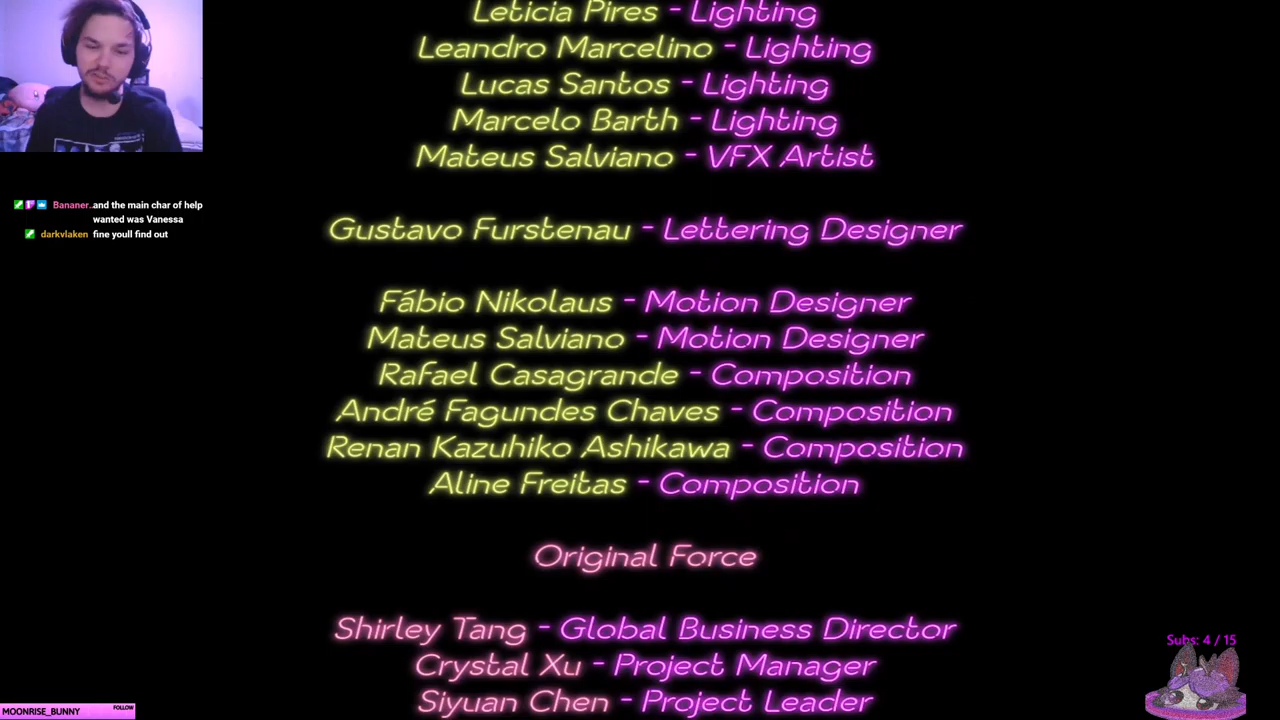 Leticia Pires - Lighting
Leandro Marcelino - Lighting
Lucas Santos - Lighting
Marcelo Barth - Lighting
Mateus Salviano - VFX Artist
Bananer.. and the main char of help
wanted was Vanessa
darkvlaken fine youll find out
Gustavo Furstenau - Lettering Designer
Fábio Nikolaus - Motion Designer
Mateus Salviano - Motion Designer
Rafael Casagrande - Composition
André Fagundes Chaves - Composition
Renan Kazuhiko Ashikawa - Composition
Aline Freitas - Composition
Original Force
Shirley Tang - Global Business Director
Crystal Xu - Project Manager
Siyuan Chen - Project Leader
Subs: 4 / 15
MOONRISE_BUNNY FOLLOW